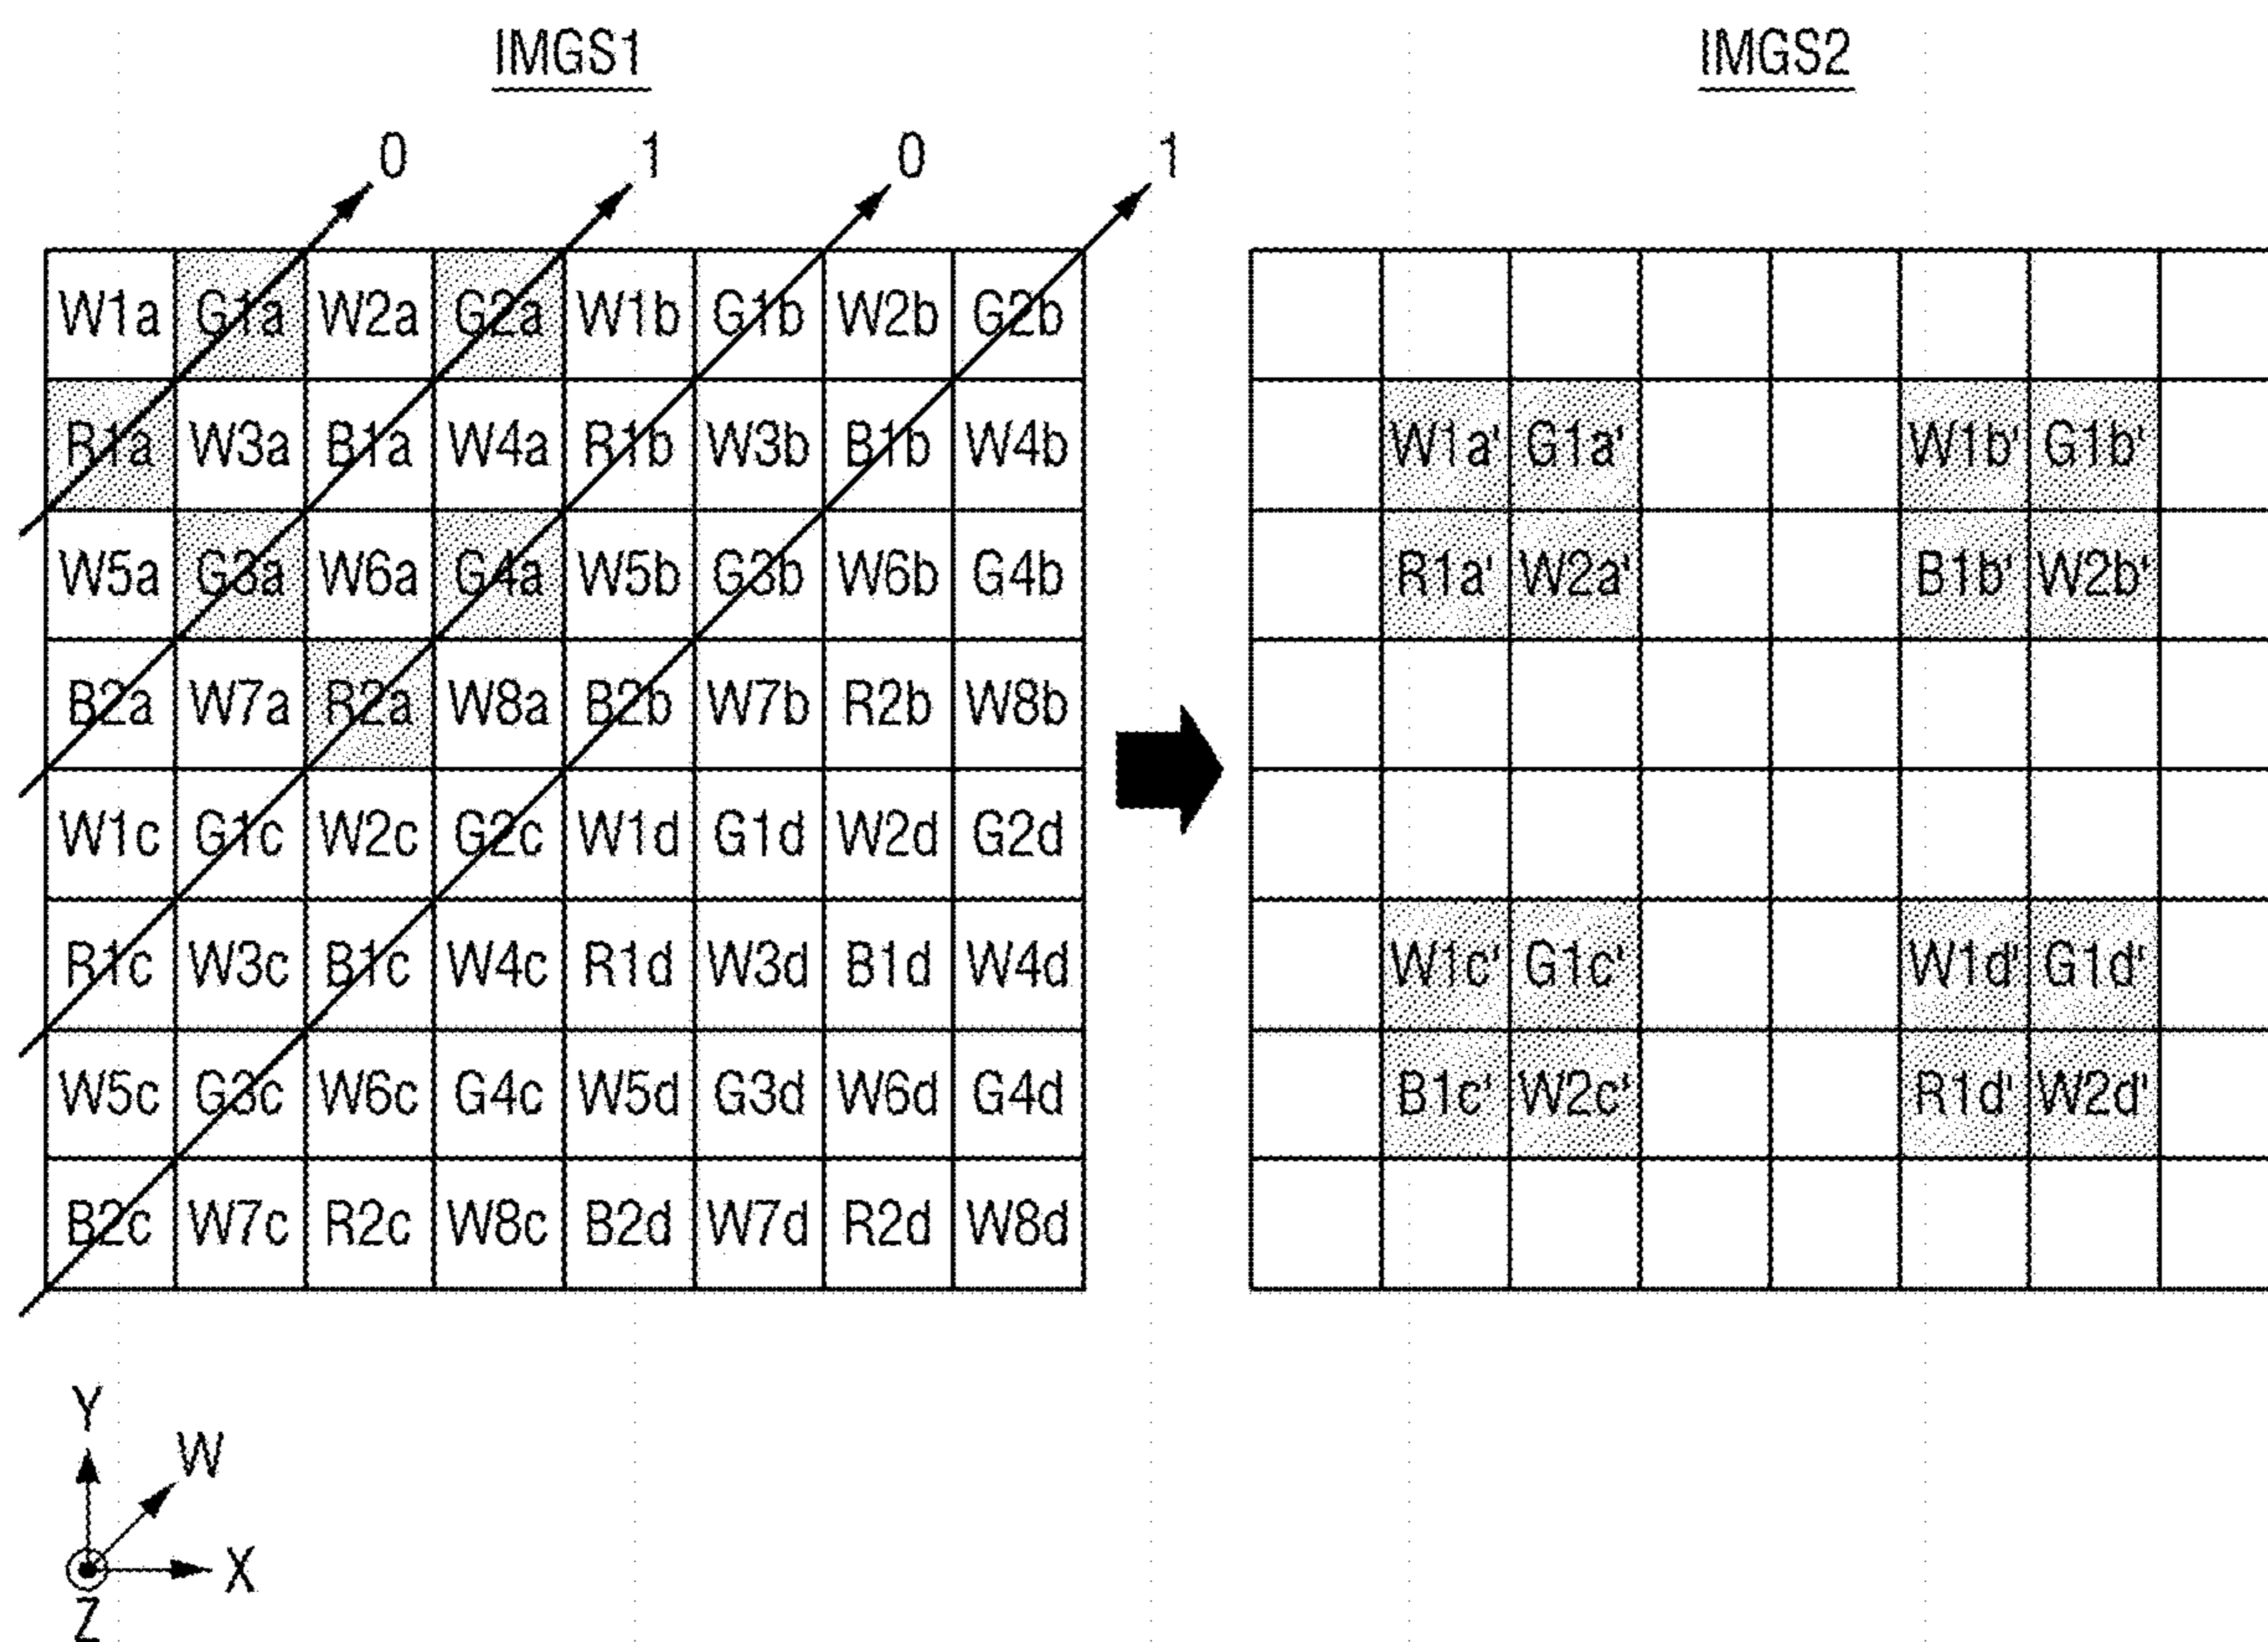 IMGS1 IMGS2
0 1 0 1
W1a G1a W2a G2a W1b G1b W2b G2b
R1a W3a B1a W4a R1b W3b B1b W4b W1a' G1a' W1b' G1b'
W5a G3a W6a G4a W5b G3b W6b G4b R1a' W2a' B1b' W2b'
B2a W7a R2a W8a B2b W7b R2b W8b
W1c G1c W2c G2c W1d G1d W2d G2d
R1c W3c B1c W4c R1d W3d B1d W4d W1c' G1c' W1d' G1d'
W5c G3c W6c G4c W5d G3d W6d G4d B1c' W2c' R1d' W2d'
B2c W7c R2c W8c B2d W7d R2d W8d
Y
W
X
Z